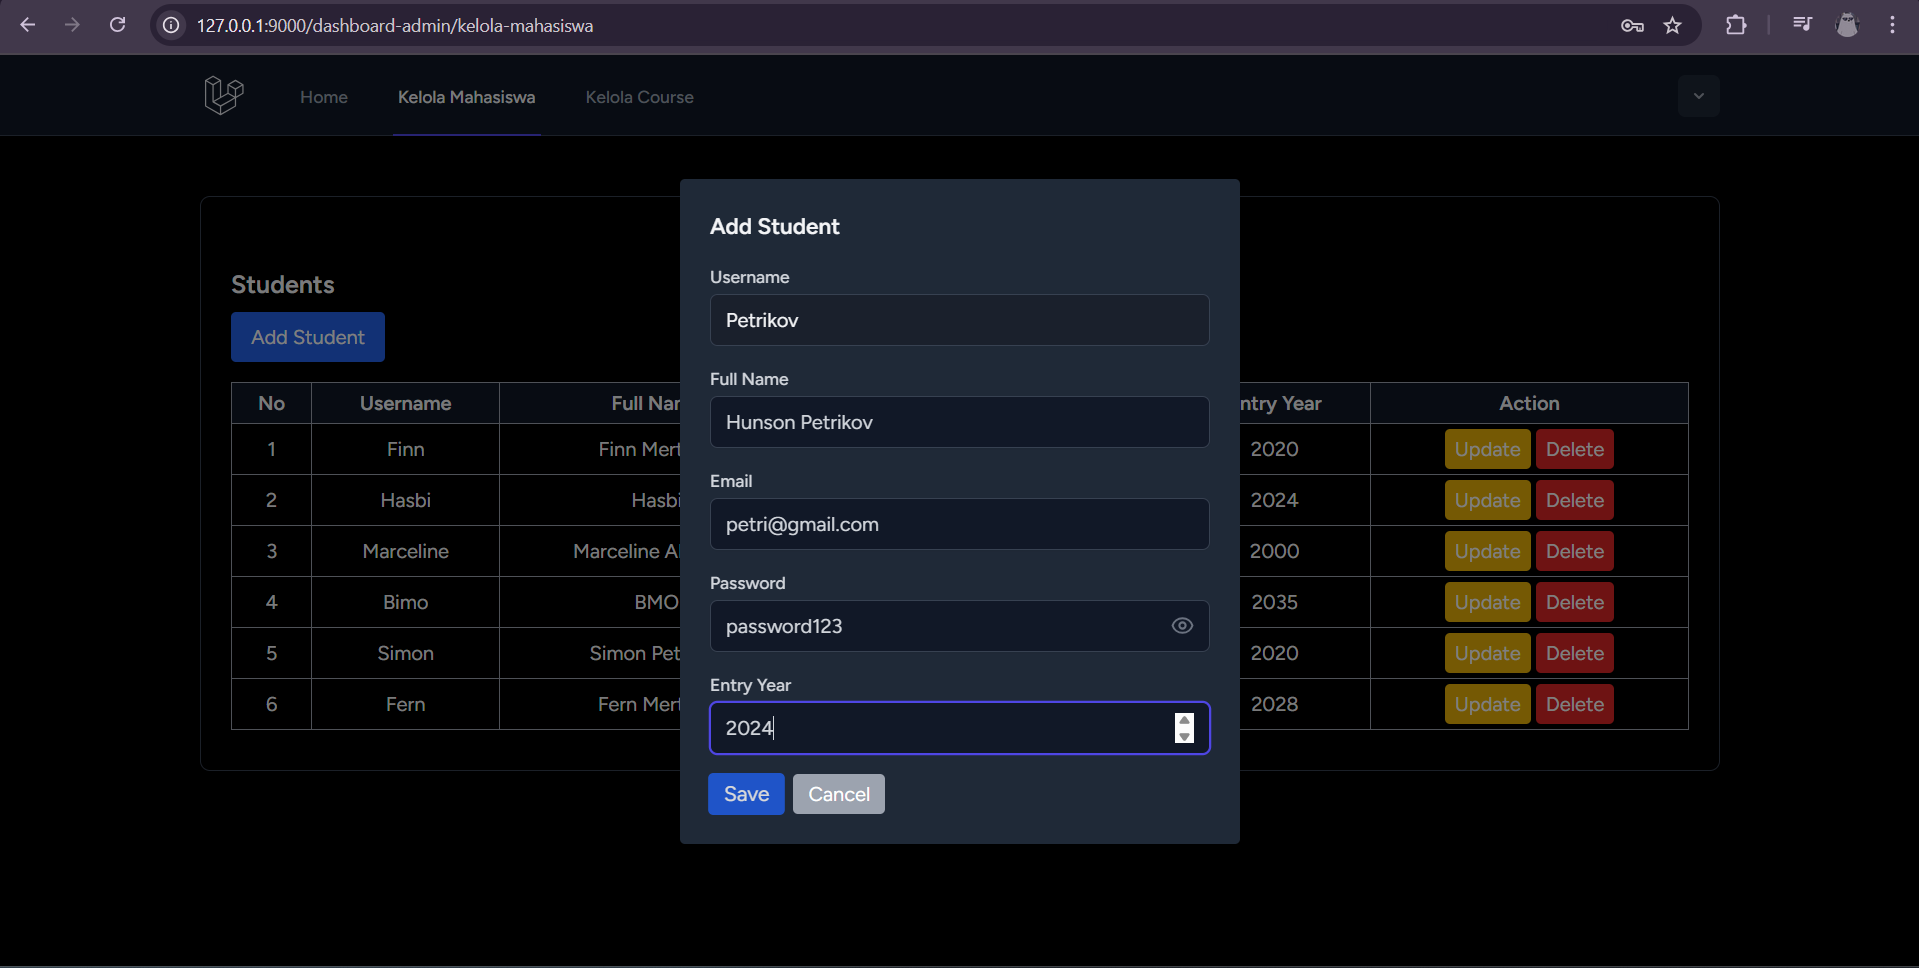 127.0.0.1:9000/dashboard-admin/kelola-mahasiswa
Home Kelola Mahasiswa Kelola Course
Students
Add Student
No Username Full Nar ntry Year Action
1 Finn Finn Mert 2020 Update Delete
2 Hasbi Hasbi 2024 Update Delete
3 Marceline Marceline Al 2000 Update Delete
4 Bimo BMO 2035 Update Delete
5 Simon Simon Pet 2020 Update Delete
6 Fern Fern Mert 2028 Update Delete
Add Student
Username
Petrikov
Full Name
Hunson Petrikov
Email
petri@gmail.com
Password
password123
Entry Year
2024
Save Cancel